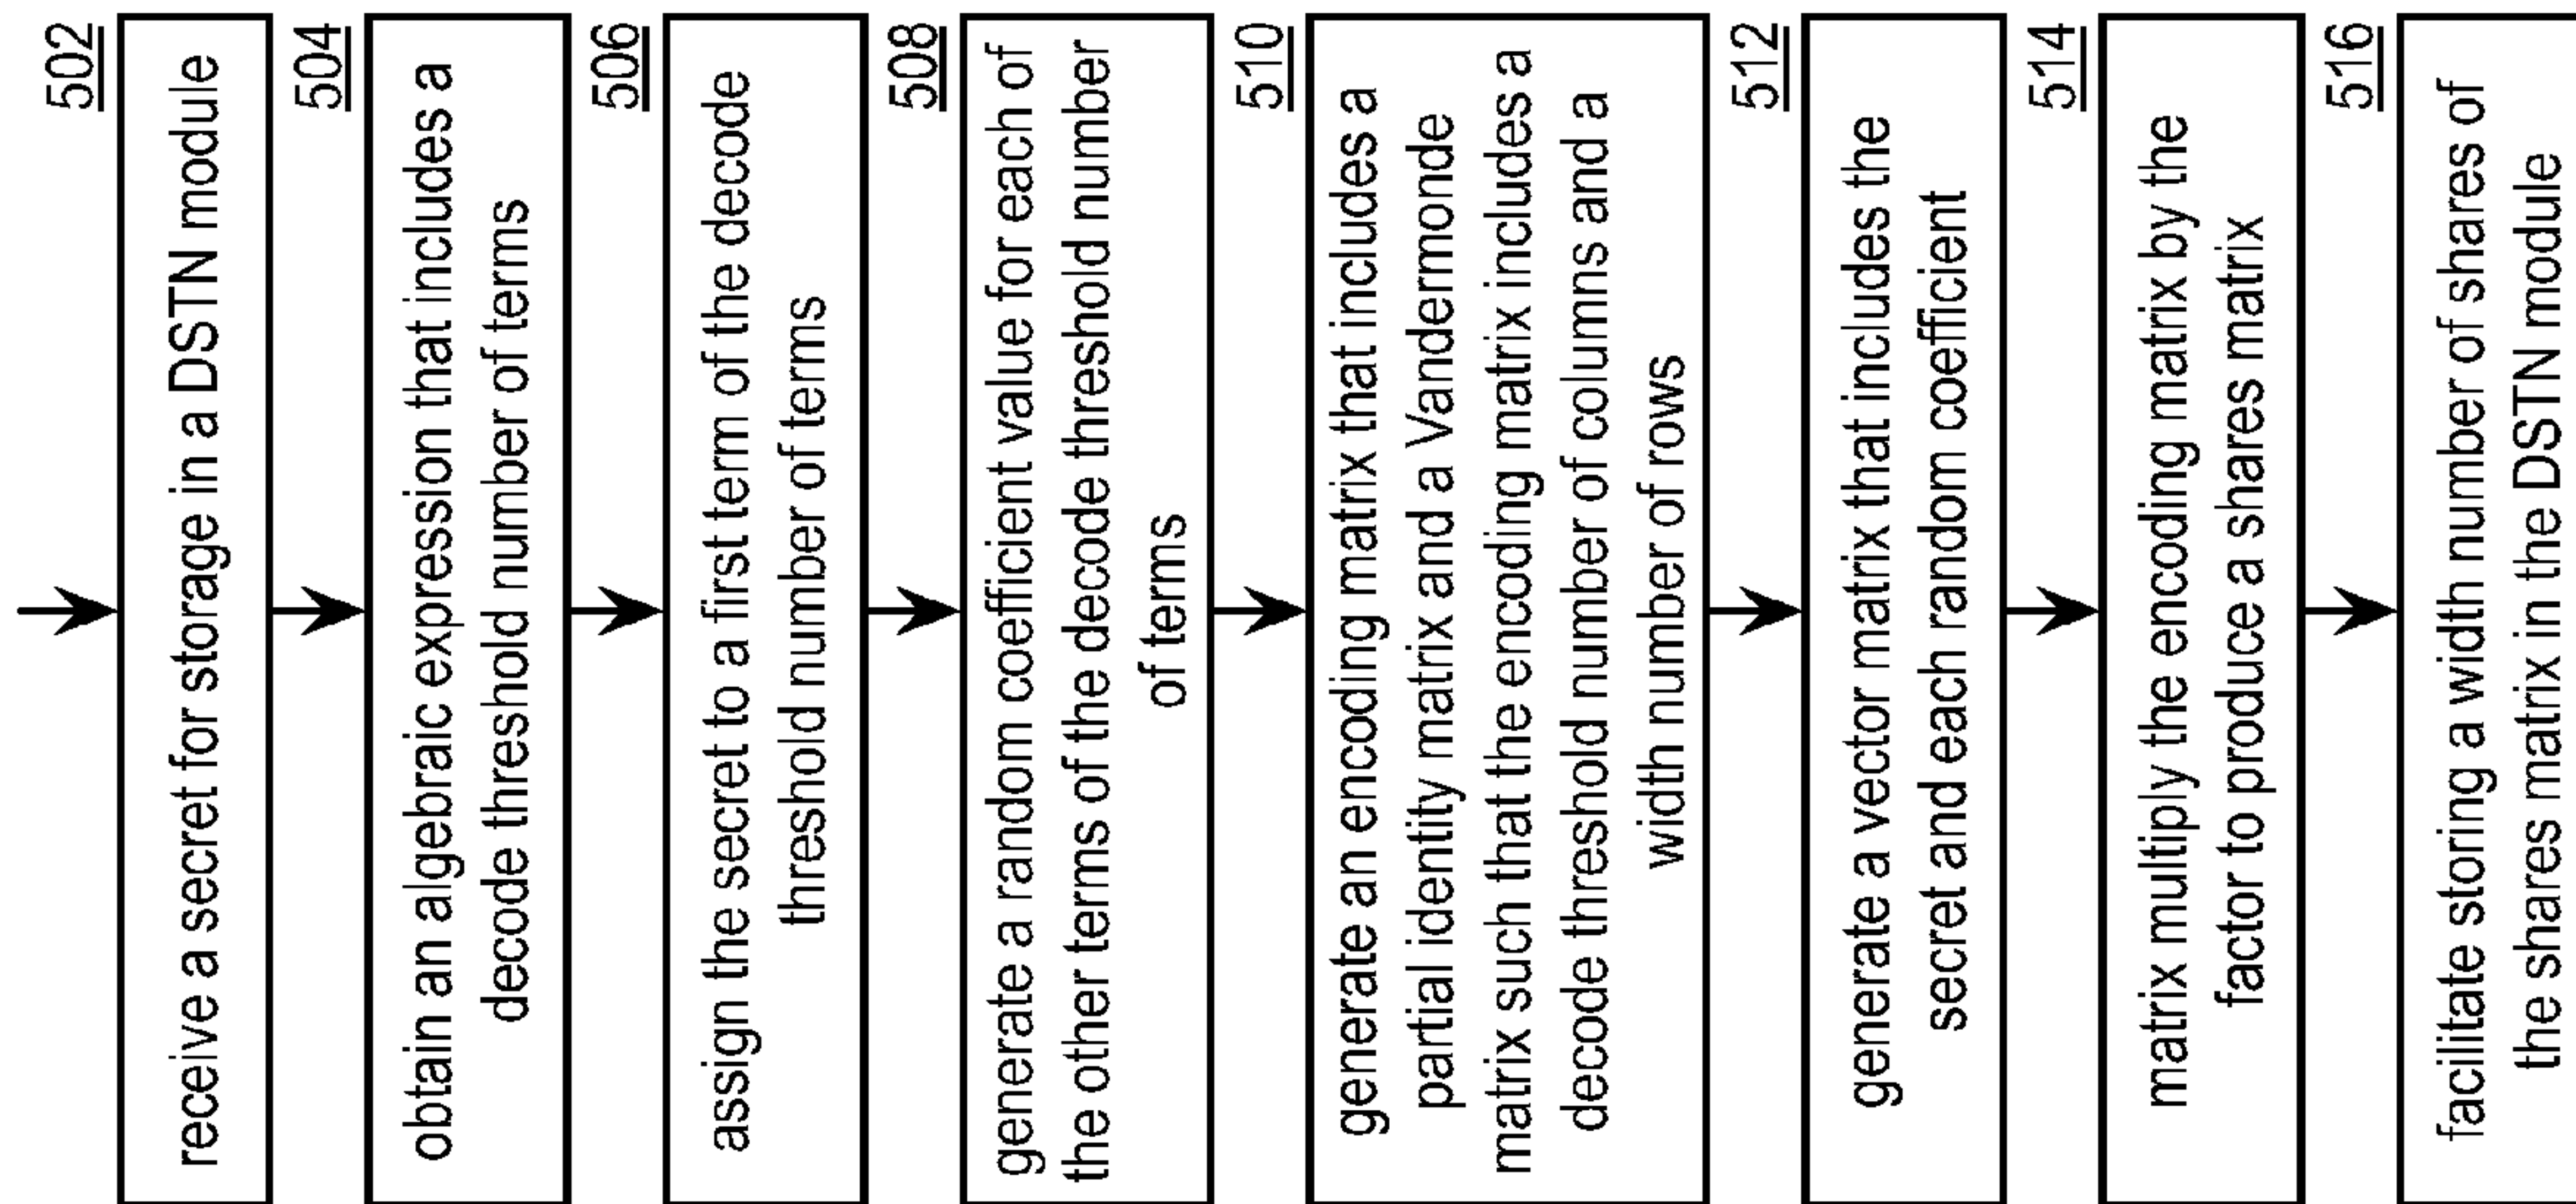 502
receive a secret for storage in a DSTN module
504
obtain an algebraic expression that includes a
decode threshold number of terms
506
assign the secret to a first term of the decode
threshold number of terms
508
generate a random coefficient value for each of
the other terms of the decode threshold number
of terms
510
generate an encoding matrix that includes a
partial identity matrix and a Vandermonde
matrix such that the encoding matrix includes a
decode threshold number of columns and a
width number of rows
512
generate a vector matrix that includes the
secret and each random coefficient
514
matrix multiply the encoding matrix by the
factor to produce a shares matrix
516
facilitate storing a width number of shares of
the shares matrix in the DSTN module